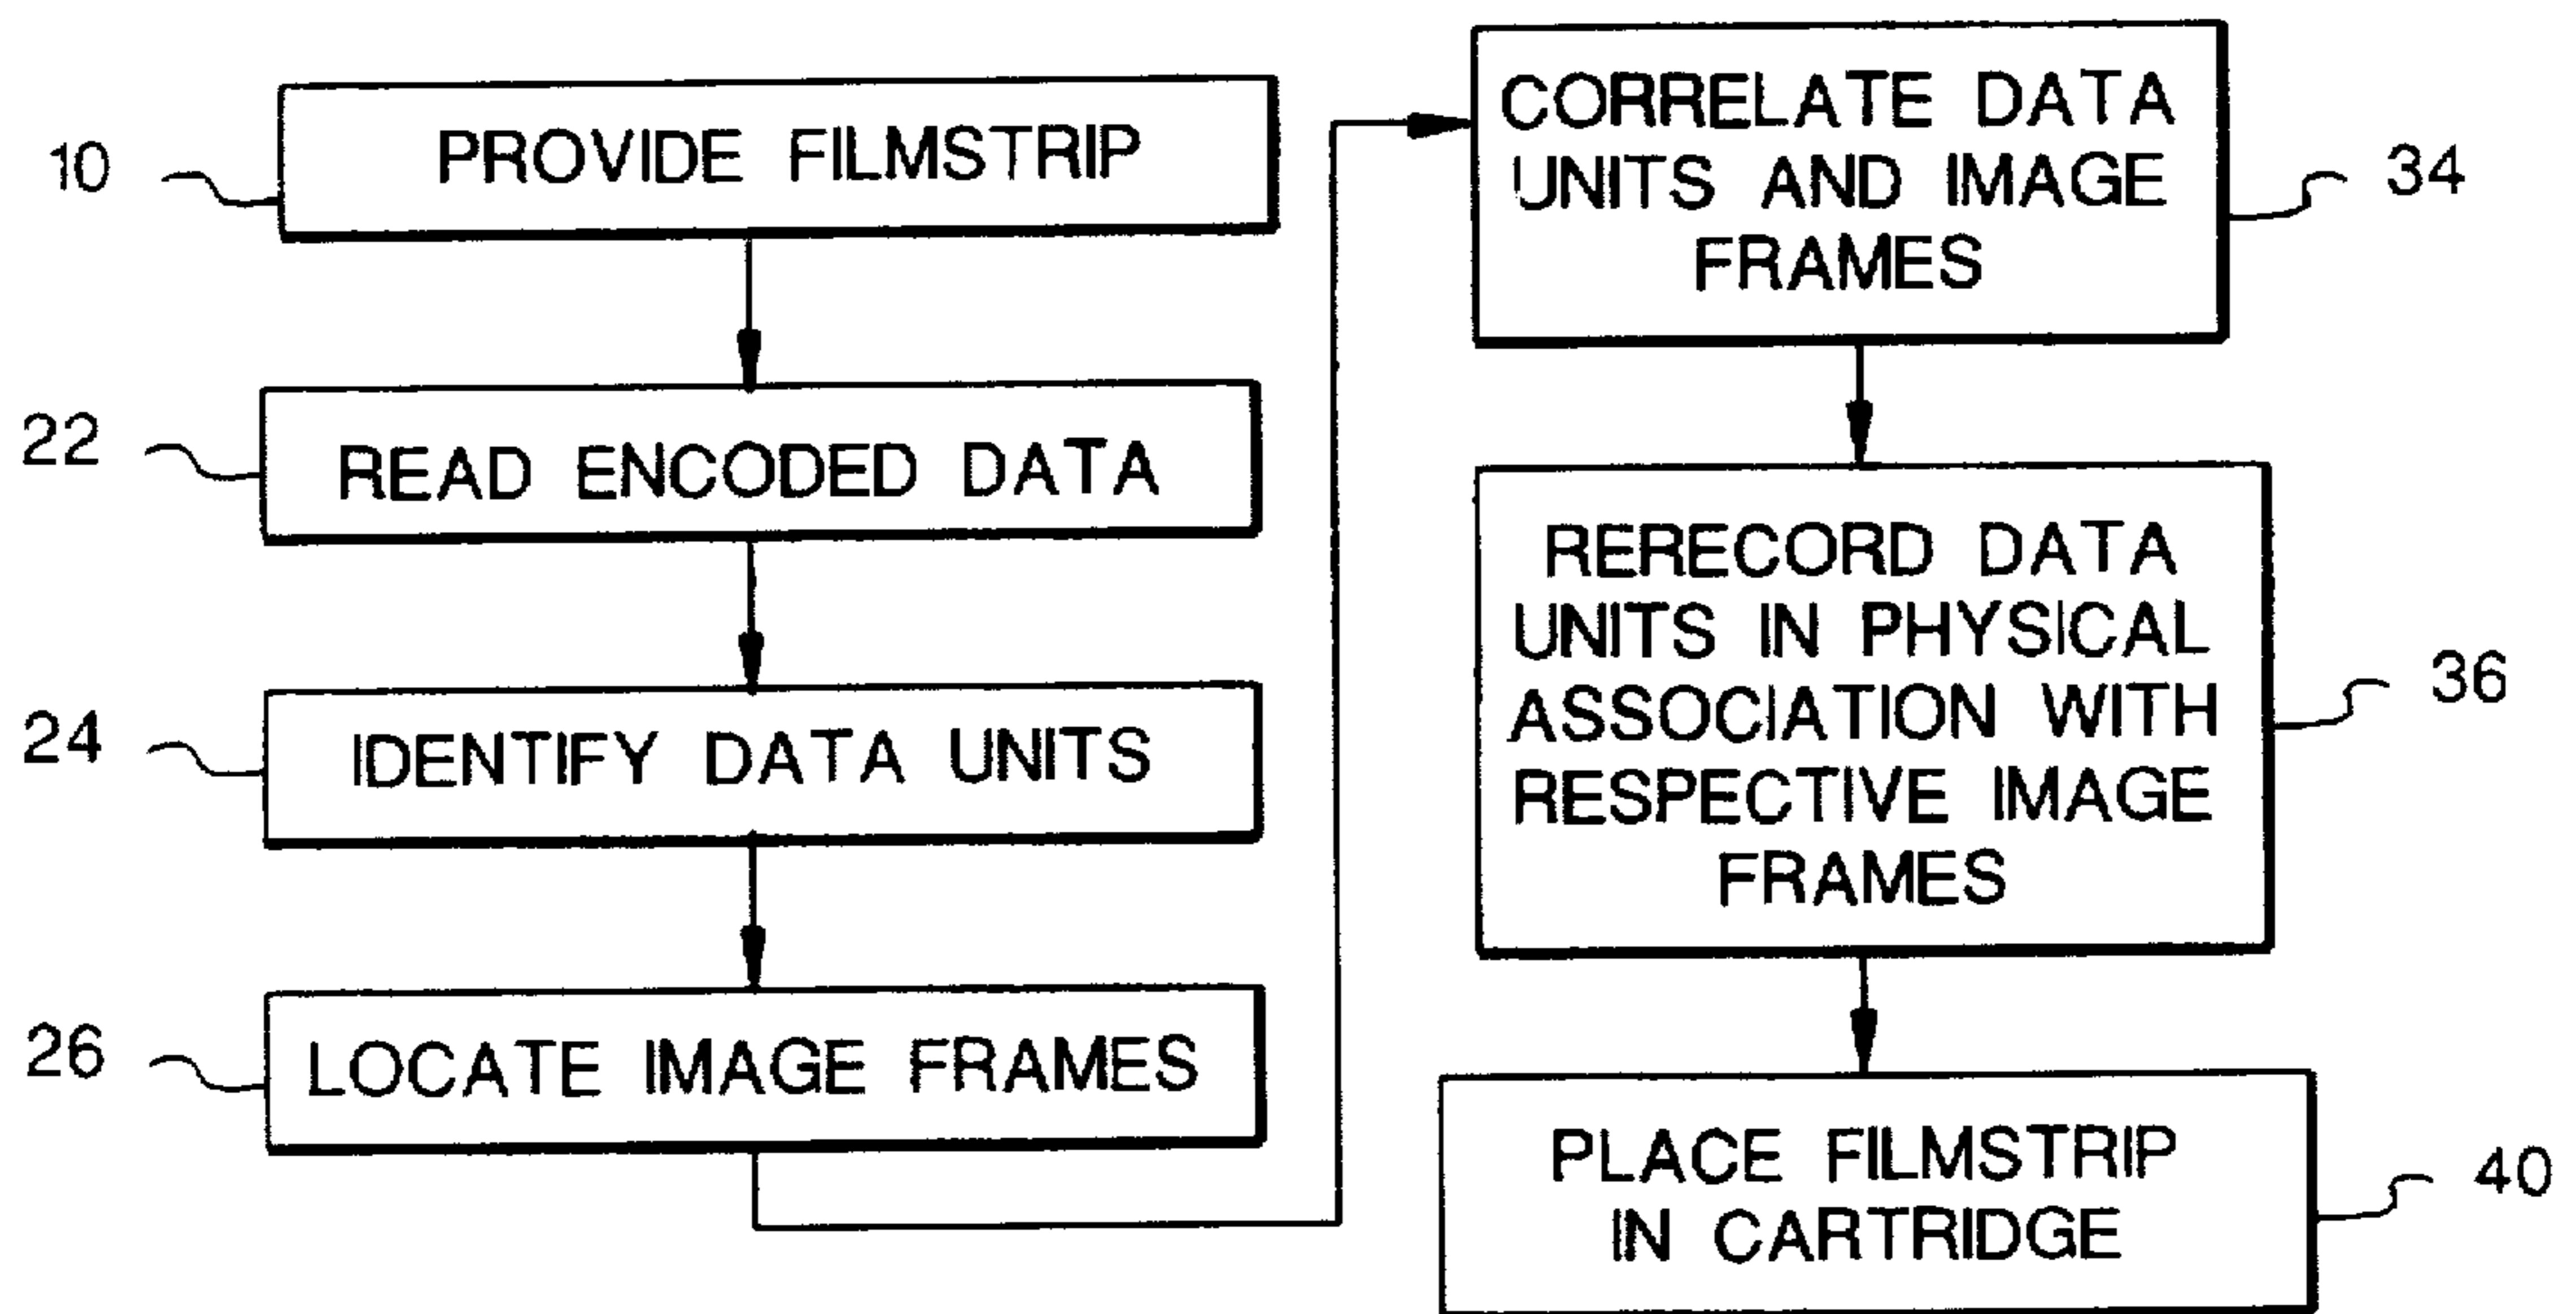 10
PROVIDE FILMSTRIP
22
READ ENCODED DATA
24
IDENTIFY DATA UNITS
26
LOCATE IMAGE FRAMES
CORRELATE DATA
UNITS AND IMAGE
FRAMES
34
RERECORD DATA
UNITS IN PHYSICAL
ASSOCIATION WITH
RESPECTIVE IMAGE
FRAMES
36
PLACE FILMSTRIP
IN CARTRIDGE
40